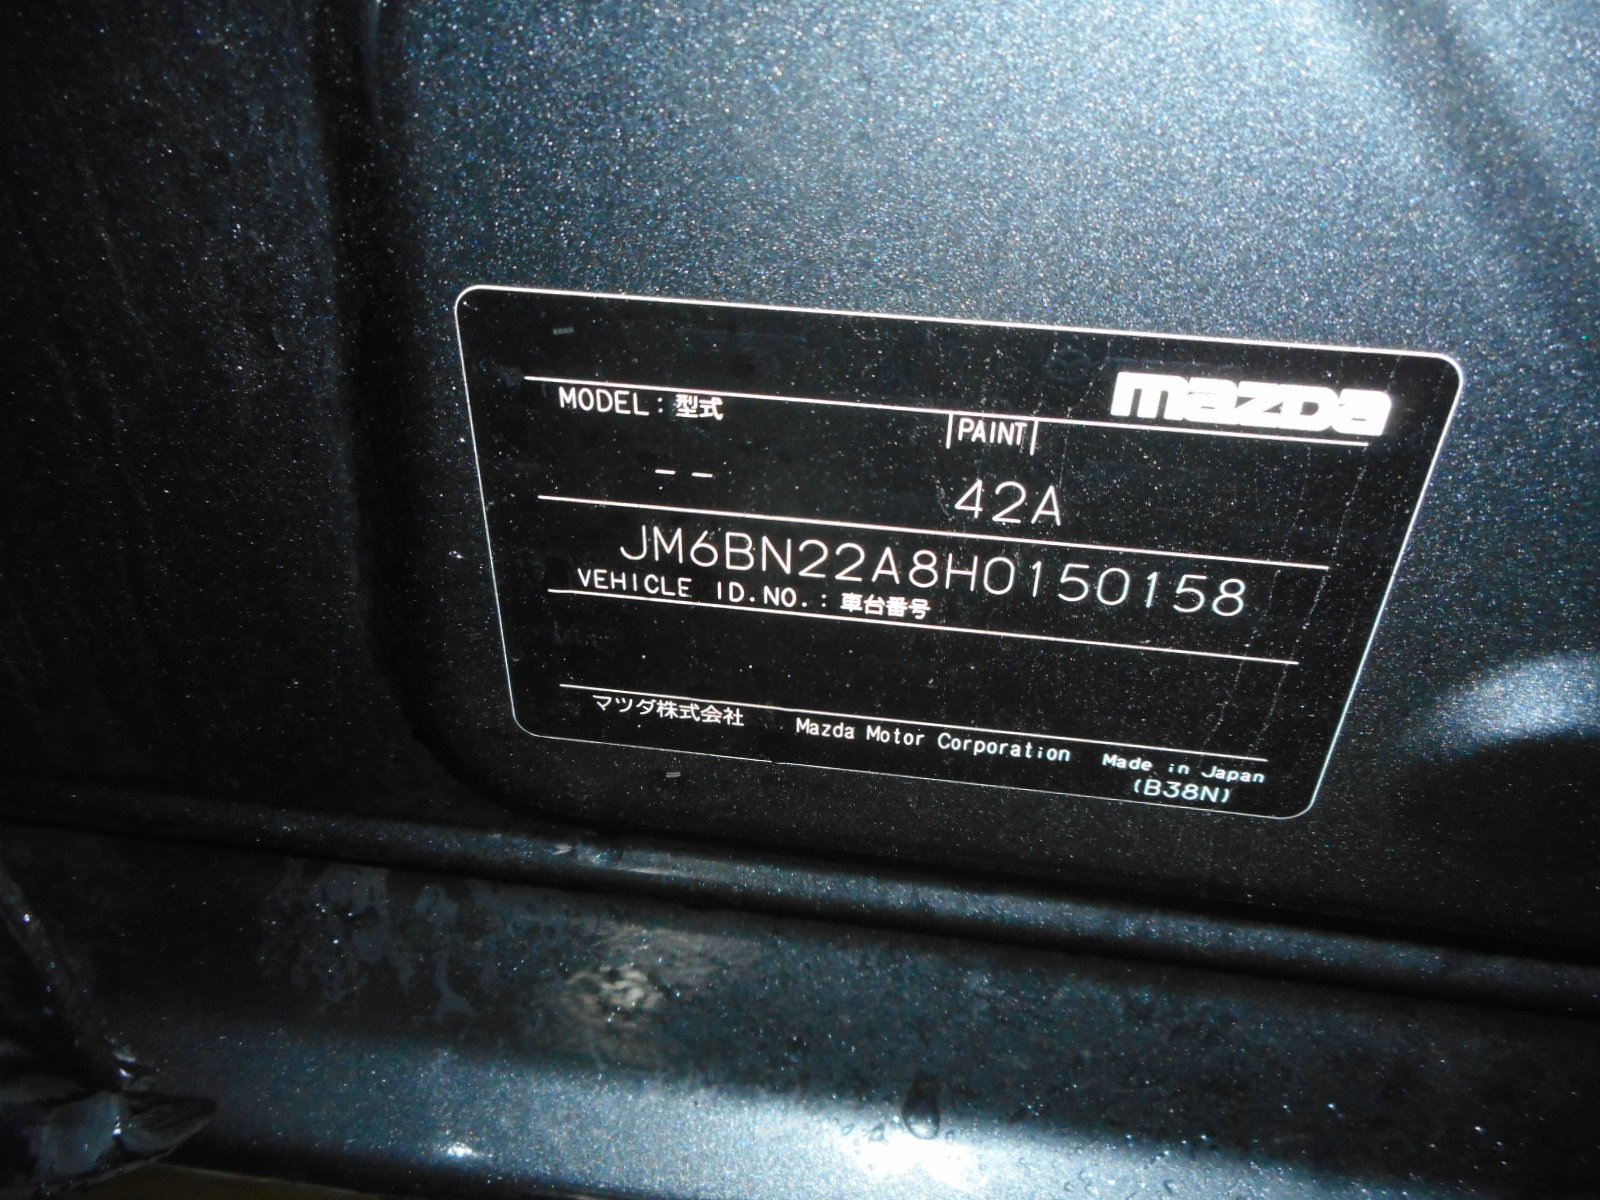 mazda
MODEL : 型式 PAINT
-- 42A
JM6BN22A8H0150158
VEHICLE ID.NO. : 車台番号
マツダ株式会社 Mazda Motor Corporation Made in Japan
(B38N)